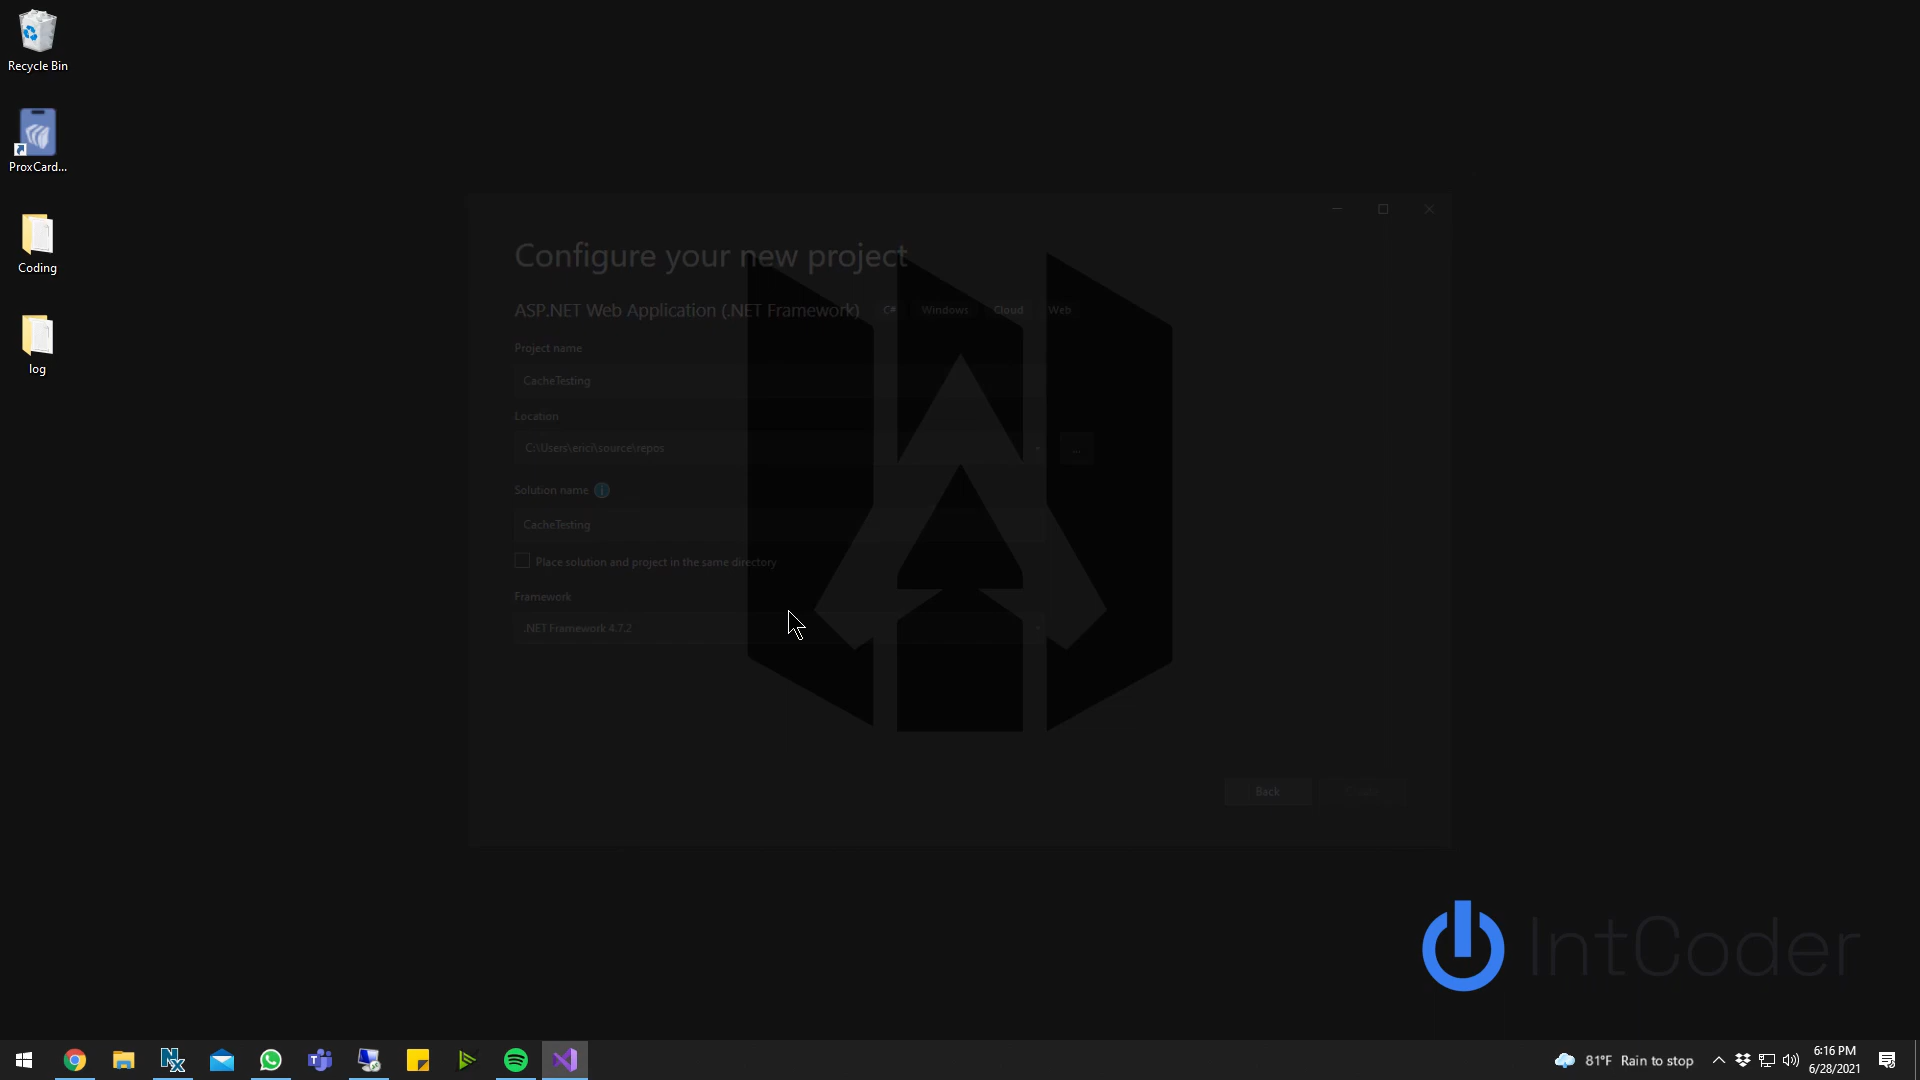 Recycle Bin
ProxCard...
Coding
log
Configure your new project
ASP.NET Web Application (.NET Framework) C# Windows Cloud Web
Project name
CacheTesting
Location
C:\Users\erici\source\repos
...
Solution name
CacheTesting
Place solution and project in the same directory
Framework
.NET Framework 4.7.2
Back
IntCoder
81°F Rain to stop
6:16 PM
6/28/2021